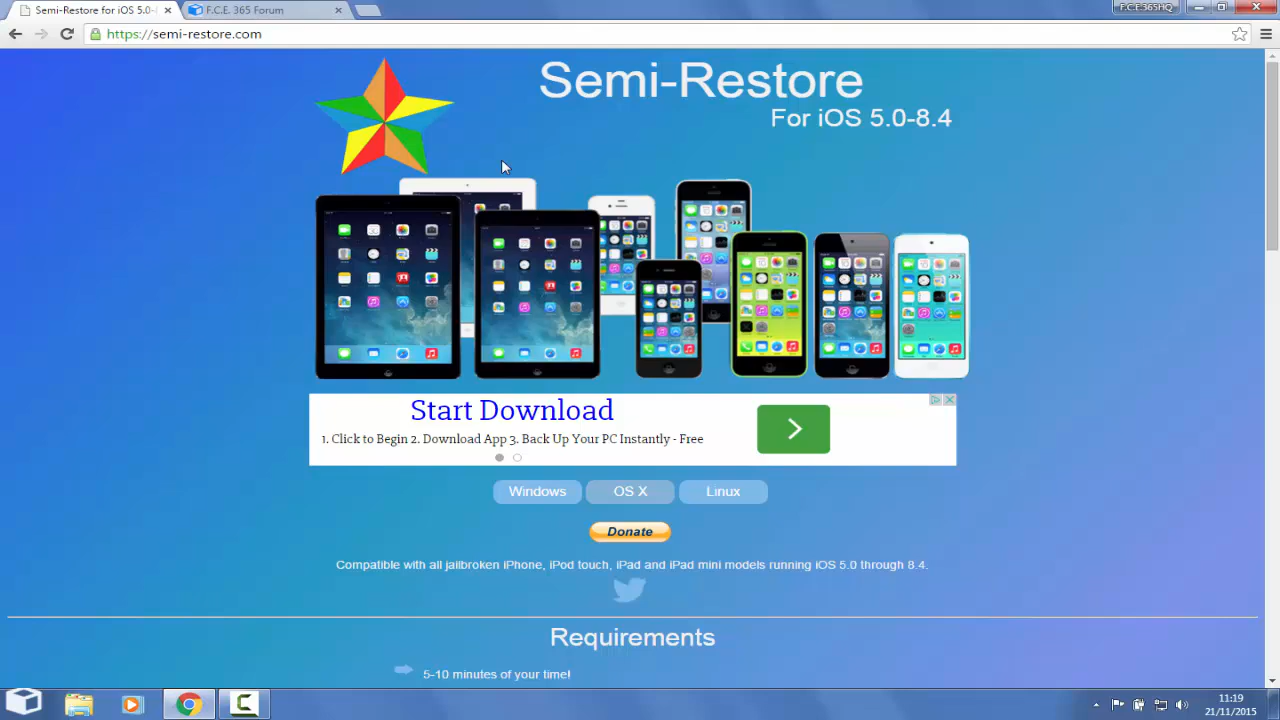 Semi-Restore for iOS 5.0-
F.C.E. 365 Forum
F.C.E.365HQ
https://semi-restore.com
Semi-Restore
For iOS 5.0-8.4
Start Download
1. Click to Begin 2. Download App 3. Back Up Your PC Instantly - Free
Windows
OS X
Linux
Donate
Compatible with all jailbroken iPhone, iPod touch, iPad and iPad mini models running iOS 5.0 through 8.4.
Requirements
5-10 minutes of your time!
11:19
21/11/2015